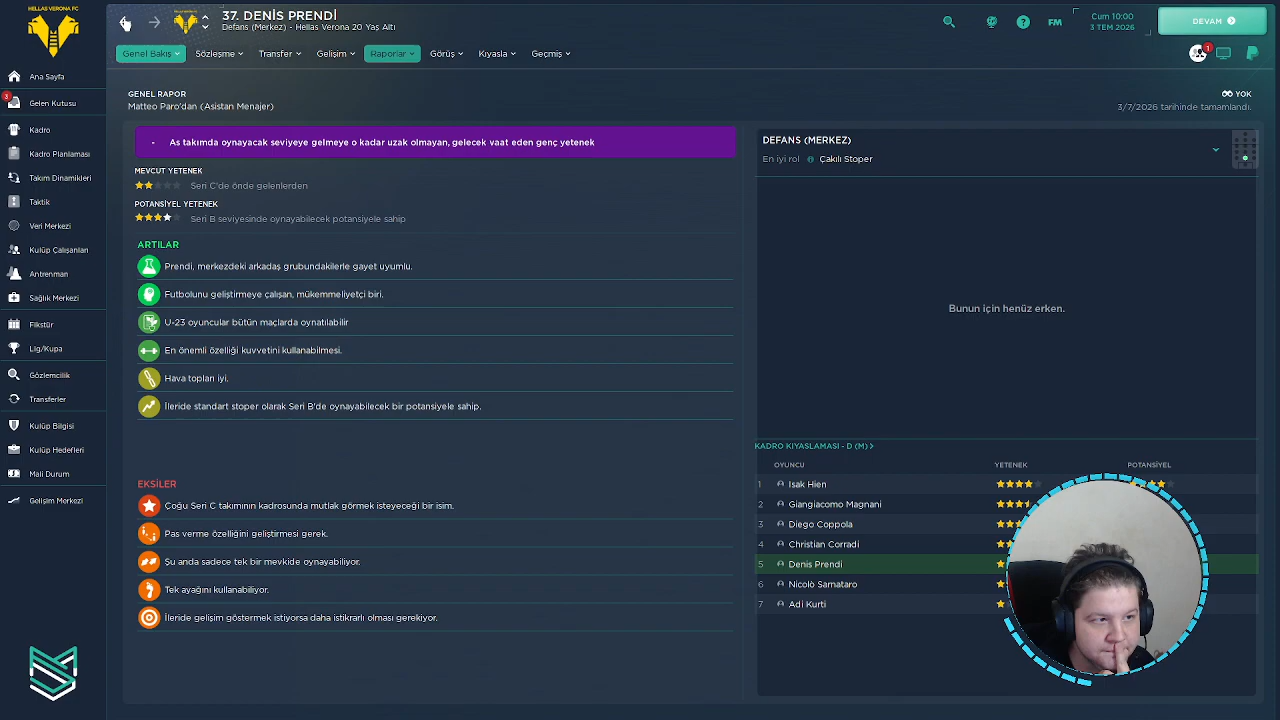 HELLAS VERONA FC
37. DENİS PRENDİ
Defans (Merkez) - Hellas Verona 20 Yaş Altı
FM
Cum 10:00
3 TEM 2026
DEVAM
Genel Bakış
Sözleşme
Transfer
Gelişim
Raporlar
Görüş
Kıyasla
Geçmiş
1
Ana Sayfa
3
Gelen Kutusu
Kadro
Kadro Planlaması
Takım Dinamikleri
Taktik
Veri Merkezi
Kulüp Çalışanları
Antrenman
Sağlık Merkezi
Fikstür
Lig/Kupa
Gözlemcilik
Transferler
Kulüp Bilgisi
Kulüp Hedefleri
Mali Durum
Gelişim Merkezi
GENEL RAPOR
Matteo Paro'dan (Asistan Menajer)
YOK
3/7/2026 tarihinde tamamlandı.
- As takımda oynayacak seviyeye gelmeye o kadar uzak olmayan, gelecek vaat eden genç yetenek
MEVCUT YETENEK
Seri C'de önde gelenlerden
POTANSİYEL YETENEK
Seri B seviyesinde oynayabilecek potansiyele sahip
ARTILAR
Prendi, merkezdeki arkadaş grubundakilerle gayet uyumlu.
Futbolunu geliştirmeye çalışan, mükemmeliyetçi biri.
U-23 oyuncular bütün maçlarda oynatılabilir
En önemli özelliği kuvvetini kullanabilmesi.
Hava topları iyi.
İleride standart stoper olarak Seri B'de oynayabilecek bir potansiyele sahip.
EKSİLER
Çoğu Seri C takımının kadrosunda mutlak görmek isteyeceği bir isim.
Pas verme özelliğini geliştirmesi gerek.
Şu anda sadece tek bir mevkide oynayabiliyor.
Tek ayağını kullanabiliyor.
İleride gelişim göstermek istiyorsa daha istikrarlı olması gerekiyor.
DEFANS (MERKEZ)
En iyi rol Çakılı Stoper
Bunun için henüz erken.
KADRO KIYASLAMASI - D (M)
OYUNCU YETENEK POTANSİYEL
1 Isak Hien
2 Giangiacomo Magnani
3 Diego Coppola
4 Christian Corradi
5 Denis Prendi
6 Nicolò Sarnataro
7 Adi Kurti